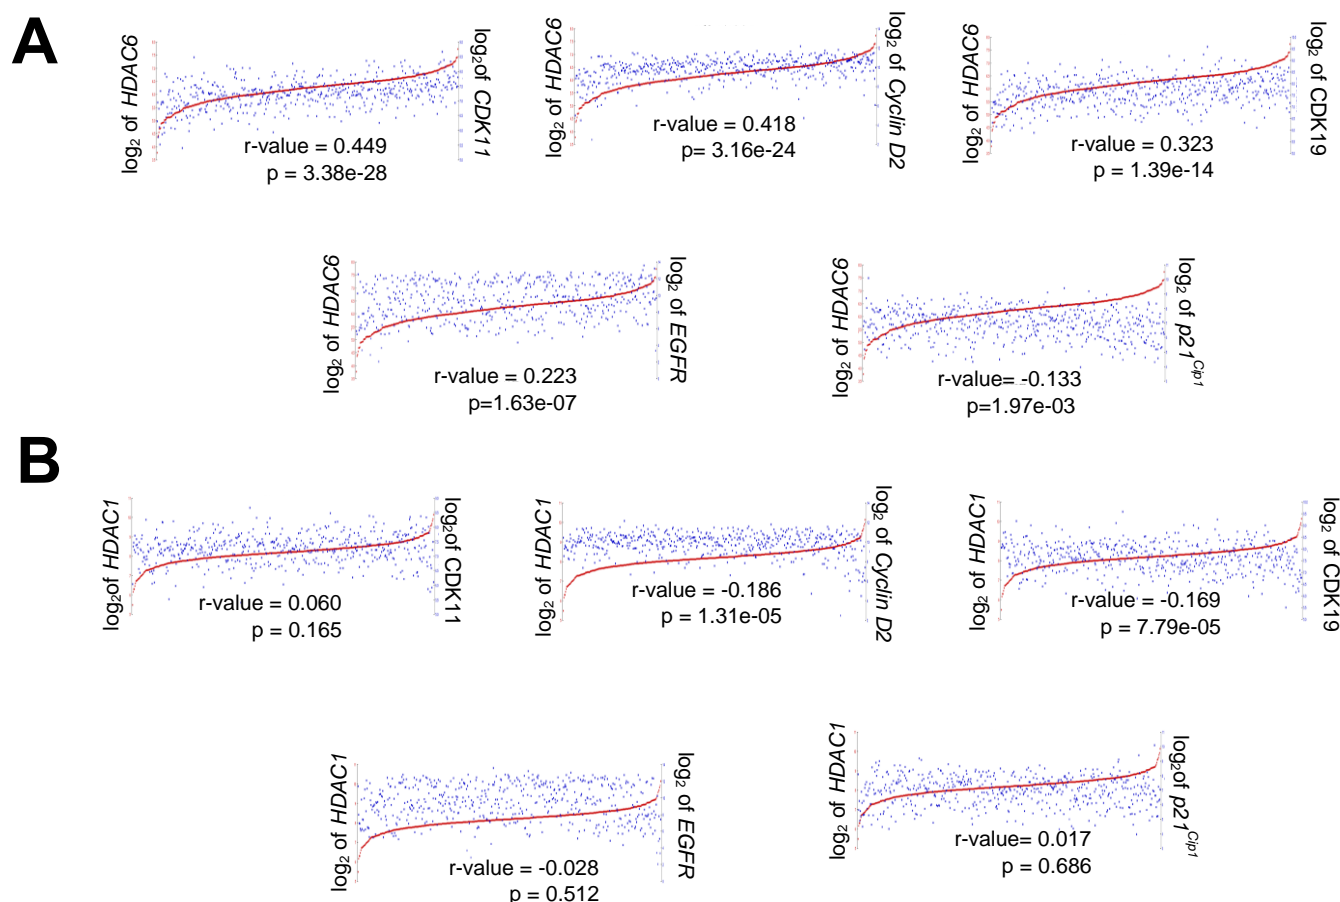 A
log₂ of HDAC6
log₂of CDK11
r-value = 0.449
p = 3.38e-28
log₂ of HDAC6
log₂ of Cyclin D2
r-value = 0.418
p= 3.16e-24
log₂ of HDAC6
log₂ of CDK19
r-value = 0.323
p = 1.39e-14
log₂ of HDAC6
log₂ of EGFR
r-value = 0.223
p=1.63e-07
log₂ of HDAC6
log₂ of p21^Cip1
r-value= -0.133
p=1.97e-03
B
log₂of HDAC1
log₂of CDK11
r-value = 0.060
p = 0.165
log₂ of HDAC1
log₂ of Cyclin D2
r-value = -0.186
p = 1.31e-05
log₂ of HDAC1
log₂ of CDK19
r-value = -0.169
p = 7.79e-05
log₂ of HDAC1
log₂ of EGFR
r-value = -0.028
p = 0.512
log₂ of HDAC1
log₂of p21^Cip1
r-value= 0.017
p = 0.686